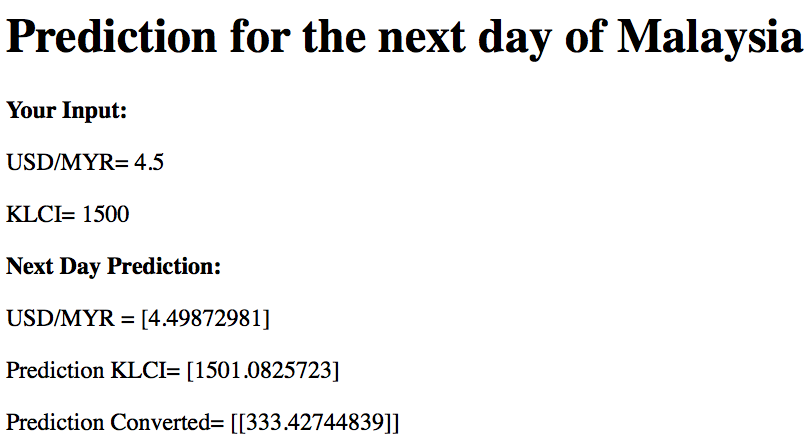 Prediction for the next day of Malaysia
Your Input:
USD/MYR= 4.5
KLCI= 1500
Next Day Prediction:
USD/MYR = [4.49872981]
Prediction KLCI= [1501.0825723]
Prediction Converted= [[333.42744839]]